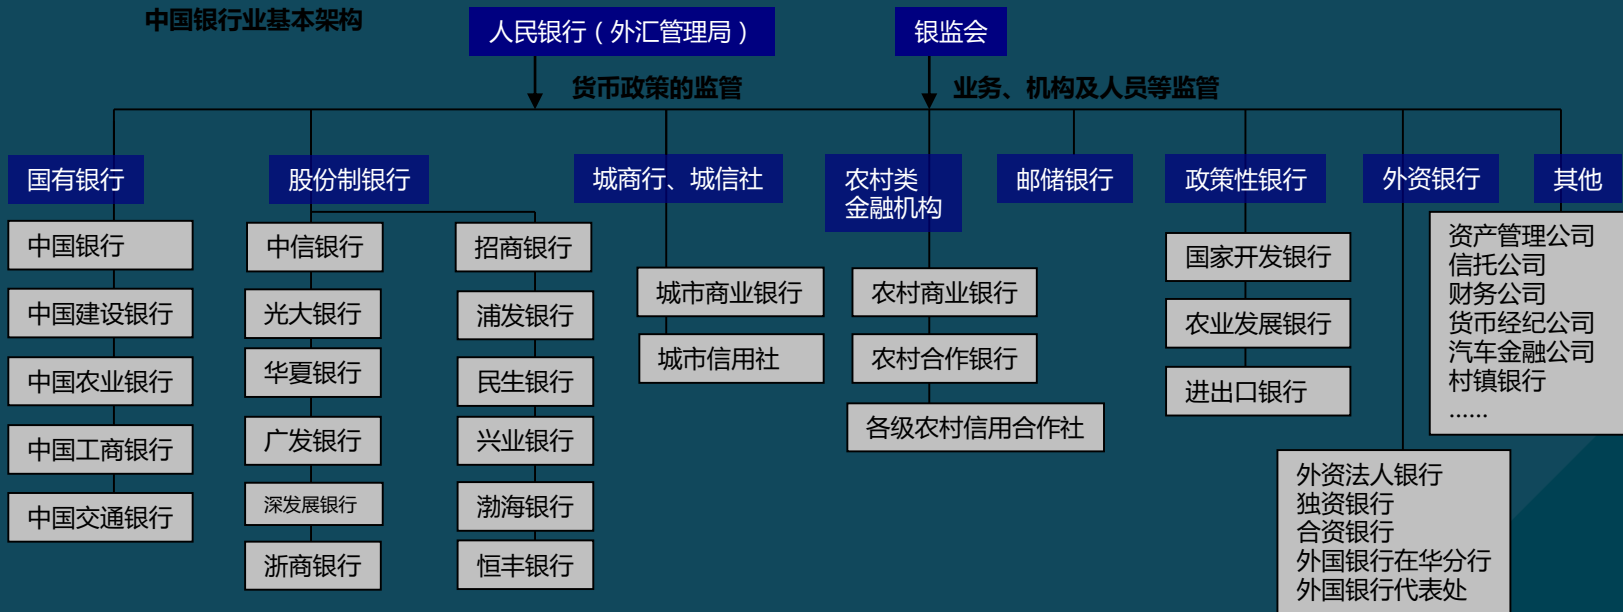 中国银行业基本架构
人民银行（外汇管理局）
银监会
货币政策的监管
业务、机构及人员等监管
国有银行
中国银行
中国建设银行
中国农业银行
中国工商银行
中国交通银行
股份制银行
中信银行
光大银行
华夏银行
广发银行
深发展银行
浙商银行
招商银行
浦发银行
民生银行
兴业银行
渤海银行
恒丰银行
城商行、城信社
城市商业银行
城市信用社
农村类
金融机构
农村商业银行
农村合作银行
各级农村信用合作社
邮储银行
政策性银行
国家开发银行
农业发展银行
进出口银行
外资银行
外资法人银行
独资银行
合资银行
外国银行在华分行
外国银行代表处
其他
资产管理公司
信托公司
财务公司
货币经纪公司
汽车金融公司
村镇银行
......